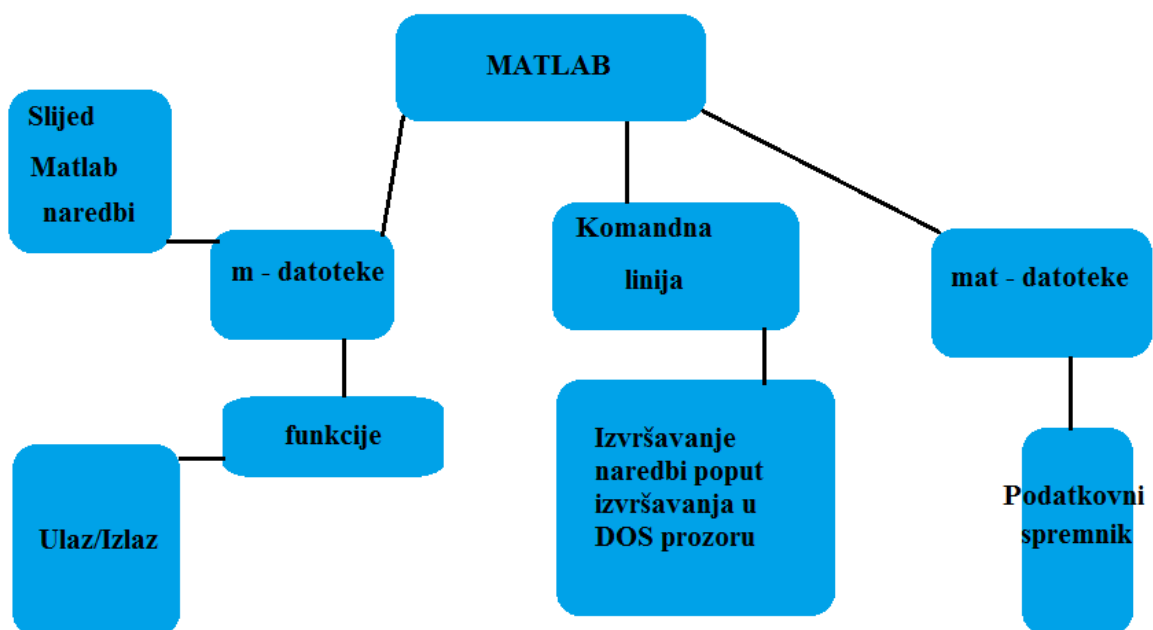 MATLAB
Slijed
Matlab
naredbi
m - datoteke
Komandna
linija
mat - datoteke
funkcije
Ulaz/Izlaz
Izvršavanje
naredbi poput
izvršavanja u
DOS prozoru
Podatkovni
spremnik